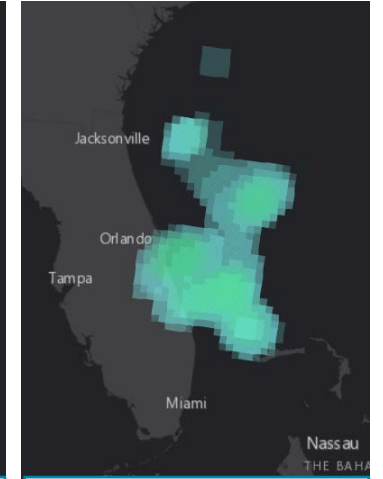 Jacksonville
Orlando
Tampa
Miami
Nassau
THE BAHA